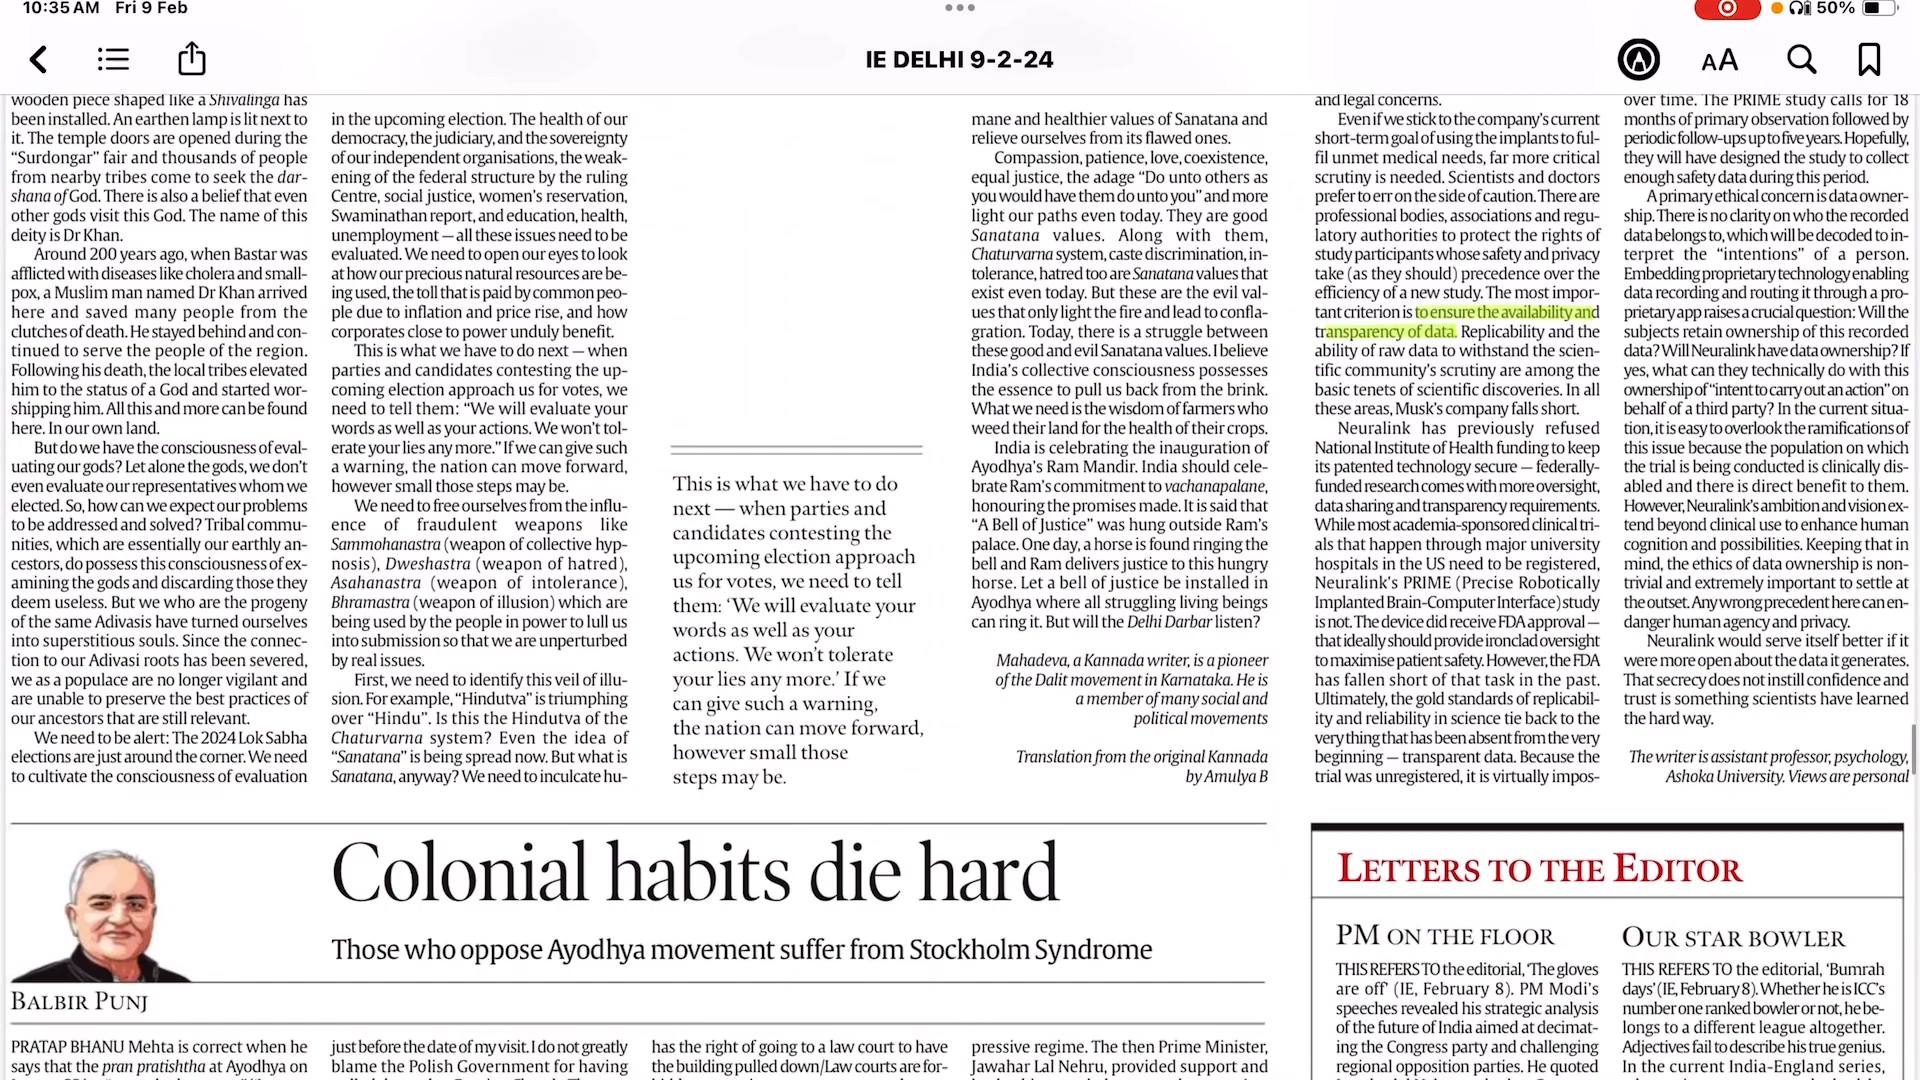 10:35 AM Fri 9 Feb
50%
IE DELHI 9-2-24
wooden piece shaped like a Shivalinga has
been installed. An earthen lamp is lit next to
it. The temple doors are opened during the
“Surdongar” fair and thousands of people
from nearby tribes come to seek the dar-
shana of God. There is also a belief that even
other gods visit this God. The name of this
deity is Dr Khan.
Around 200 years ago, when Bastar was
afflicted with diseases like cholera and small-
pox, a Muslim man named Dr Khan arrived
here and saved many people from the
clutches of death. He stayed behind and con-
tinued to serve the people of the region.
Following his death, the local tribes elevated
him to the status of a God and started wor-
shipping him. All this and more can be found
here. In our own land.
But do we have the consciousness of eval-
uating our gods? Let alone the gods, we don’t
even evaluate our representatives whom we
elected. So, how can we expect our problems
to be addressed and solved? Tribal commu-
nities, which are essentially our earthly an-
cestors, do possess this consciousness of ex-
amining the gods and discarding those they
deem useless. But we who are the progeny
of the same Adivasis have turned ourselves
into superstitious souls. Since the connec-
tion to our Adivasi roots has been severed,
we as a populace are no longer vigilant and
are unable to preserve the best practices of
our ancestors that are still relevant.
We need to be alert: The 2024 Lok Sabha
elections are just around the corner. We need
to cultivate the consciousness of evaluation
in the upcoming election. The health of our
democracy, the judiciary, and the sovereignty
of our independent organisations, the weak-
ening of the federal structure by the ruling
Centre, social justice, women’s reservation,
Swaminathan report, and education, health,
unemployment — all these issues need to be
evaluated. We need to open our eyes to look
at how our precious natural resources are be-
ing used, the toll that is paid by common peo-
ple due to inflation and price rise, and how
corporates close to power unduly benefit.
This is what we have to do next — when
parties and candidates contesting the up-
coming election approach us for votes, we
need to tell them: “We will evaluate your
words as well as your actions. We won’t tol-
erate your lies any more.” If we can give such
a warning, the nation can move forward,
however small those steps may be.
We need to free ourselves from the influ-
ence of fraudulent weapons like
Sammohanastra (weapon of collective hyp-
nosis), Dweshastra (weapon of hatred),
Asahanastra (weapon of intolerance),
Bhramastra (weapon of illusion) which are
being used by the people in power to lull us
into submission so that we are unperturbed
by real issues.
First, we need to identify this veil of illu-
sion. For example, “Hindutva” is triumphing
over “Hindu”. Is this the Hindutva of the
Chaturvarna system? Even the idea of
“Sanatana” is being spread now. But what is
Sanatana, anyway? We need to inculcate hu-
This is what we have to do
next — when parties and
candidates contesting the
upcoming election approach
us for votes, we need to tell
them: ‘We will evaluate your
words as well as your
actions. We won’t tolerate
your lies any more.’ If we
can give such a warning,
the nation can move forward,
however small those
steps may be.
mane and healthier values of Sanatana and
relieve ourselves from its flawed ones.
Compassion, patience, love, coexistence,
equal justice, the adage “Do unto others as
you would have them do unto you” and more
light our paths even today. They are good
Sanatana values. Along with them,
Chaturvarna system, caste discrimination, in-
tolerance, hatred too are Sanatana values that
exist even today. But these are the evil val-
ues that only light the fire and lead to confla-
gration. Today, there is a struggle between
these good and evil Sanatana values. I believe
India’s collective consciousness possesses
the essence to pull us back from the brink.
What we need is the wisdom of farmers who
weed their land for the health of their crops.
India is celebrating the inauguration of
Ayodhya’s Ram Mandir. India should cele-
brate Ram’s commitment to vachanapalane,
honouring the promises made. It is said that
“A Bell of Justice” was hung outside Ram’s
palace. One day, a horse is found ringing the
bell and Ram delivers justice to this hungry
horse. Let a bell of justice be installed in
Ayodhya where all struggling living beings
can ring it. But will the Delhi Darbar listen?
Mahadeva, a Kannada writer, is a pioneer
of the Dalit movement in Karnataka. He is
a member of many social and
political movements
Translation from the original Kannada
by Amulya B
and legal concerns.
Even if we stick to the company’s current
short-term goal of using the implants to ful-
fil unmet medical needs, far more critical
scrutiny is needed. Scientists and doctors
prefer to err on the side of caution. There are
professional bodies, associations and regu-
latory authorities to protect the rights of
study participants whose safety and privacy
take (as they should) precedence over the
efficiency of a new study. The most impor-
tant criterion is to ensure the availability and
transparency of data. Replicability and the
ability of raw data to withstand the scien-
tific community’s scrutiny are among the
basic tenets of scientific discoveries. In all
these areas, Musk’s company falls short.
Neuralink has previously refused
National Institute of Health funding to keep
its patented technology secure — federally-
funded research comes with more oversight,
data sharing and transparency requirements.
While most academia-sponsored clinical tri-
als that happen through major university
hospitals in the US need to be registered,
Neuralink’s PRIME (Precise Robotically
Implanted Brain-Computer Interface) study
is not. The device did receive FDA approval —
that ideally should provide ironclad oversight
to maximise patient safety. However, the FDA
has fallen short of that task in the past.
Ultimately, the gold standards of replicabil-
ity and reliability in science tie back to the
very thing that has been absent from the very
beginning — transparent data. Because the
trial was unregistered, it is virtually impos-
over time. The PRIME study calls for 18
months of primary observation followed by
periodic follow-ups up to five years. Hopefully,
they will have designed the study to collect
enough safety data during this period.
A primary ethical concern is data owner-
ship. There is no clarity on who the recorded
data belongs to, which will be decoded to in-
terpret the “intentions” of a person.
Embedding proprietary technology enabling
data recording and routing it through a pro-
prietary app raises a crucial question: Will the
subjects retain ownership of this recorded
data? Will Neuralink have data ownership? If
yes, what can they technically do with this
ownership of “intent to carry out an action” on
behalf of a third party? In the current situa-
tion, it is easy to overlook the ramifications of
this issue because the population on which
the trial is being conducted is clinically dis-
abled and there is direct benefit to them.
However, Neuralink’s ambition and vision ex-
tend beyond clinical use to enhance human
cognition and possibilities. Keeping that in
mind, the ethics of data ownership is non-
trivial and extremely important to settle at
the outset. Any wrong precedent here can en-
danger human agency and privacy.
Neuralink would serve itself better if it
were more open about the data it generates.
That secrecy does not instill confidence and
trust is something scientists have learned
the hard way.
The writer is assistant professor, psychology,
Ashoka University. Views are personal
Colonial habits die hard
Those who oppose Ayodhya movement suffer from Stockholm Syndrome
BALBIR PUNJ
PRATAP BHANU Mehta is correct when he
says that the pran pratishtha at Ayodhya on
just before the date of my visit. I do not greatly
blame the Polish Government for having
has the right of going to a law court to have
the building pulled down/Law courts are for-
pressive regime. The then Prime Minister,
Jawahar Lal Nehru, provided support and
LETTERS TO THE EDITOR
PM ON THE FLOOR
THIS REFERS TO the editorial, ‘The gloves
are off’ (IE, February 8). PM Modi’s
speeches revealed his strategic analysis
of the future of India aimed at decimat-
ing the Congress party and challenging
regional opposition parties. He quoted
OUR STAR BOWLER
THIS REFERS TO the editorial, ‘Bumrah
days’ (IE, February 8). Whether he is ICC’s
number one ranked bowler or not, he be-
longs to a different league altogether.
Adjectives fail to describe his true genius.
In the current India-England series,